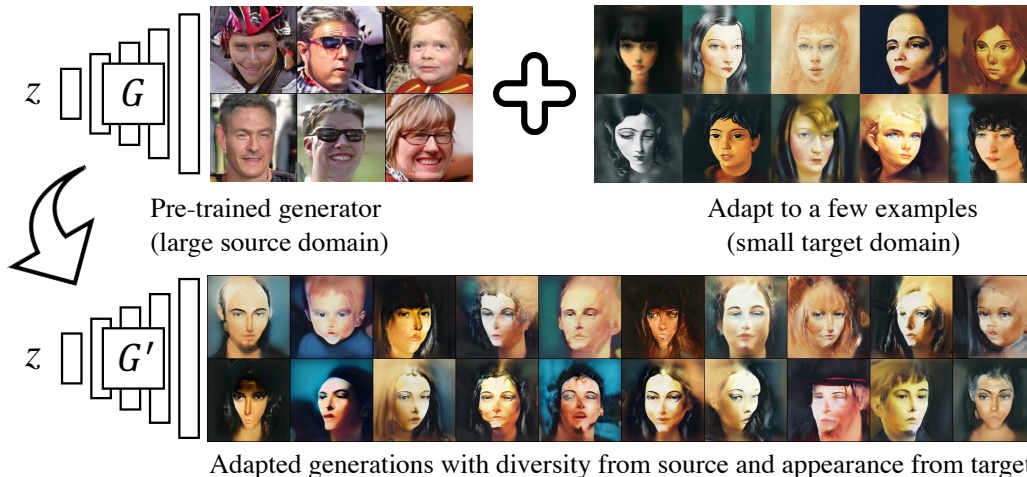 z
G
Pre-trained generator
(large source domain)
Adapt to a few examples
(small target domain)
z
G′
Adapted generations with diversity from source and appearance from target